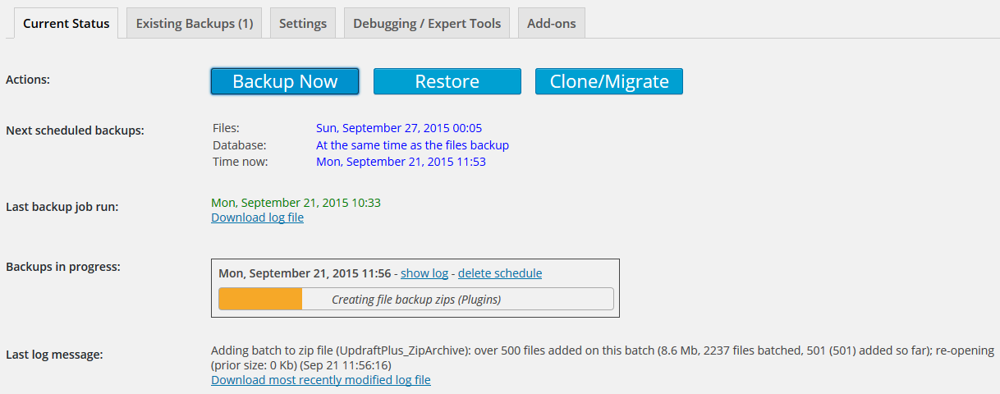 Current Status Existing Backups (1) Settings Debugging / Expert Tools Add-ons
Actions: Backup Now Restore Clone/Migrate
Next scheduled backups: Files: Sun, September 27, 2015 00:05
Database: At the same time as the files backup
Time now: Mon, September 21, 2015 11:53
Last backup job run: Mon, September 21, 2015 10:33
Download log file
Backups in progress: Mon, September 21, 2015 11:56 - show log - delete schedule
Creating file backup zips (Plugins)
Last log message: Adding batch to zip file (UpdraftPlus_ZipArchive): over 500 files added on this batch (8.6 Mb, 2237 files batched, 501 (501) added so far); re-opening
(prior size: 0 Kb) (Sep 21 11:56:16)
Download most recently modified log file